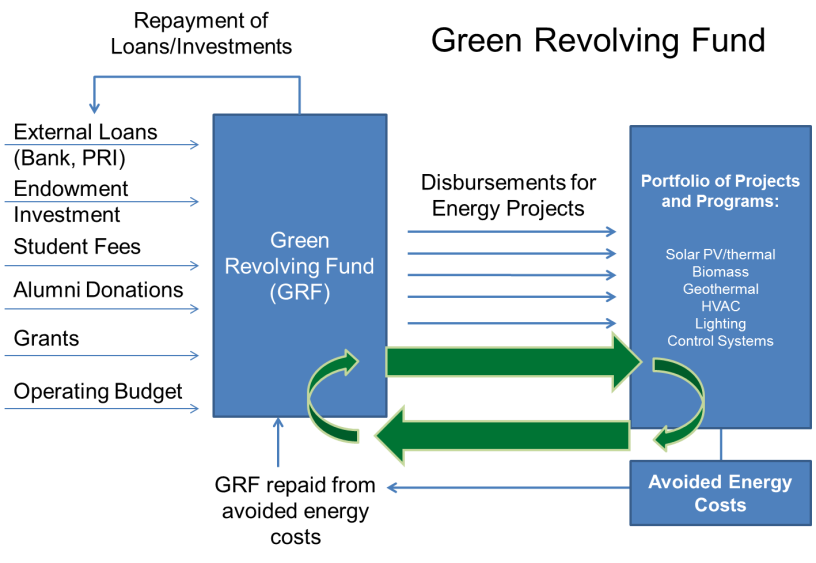 Repayment of
Loans/Investments
Green Revolving Fund
External Loans
(Bank, PRI)
Endowment
Investment
Student Fees
Alumni Donations
Grants
Operating Budget
Green
Revolving Fund
(GRF)
Disbursements for
Energy Projects
Portfolio of Projects
and Programs:
Solar PV/thermal
Biomass
Geothermal
HVAC
Lighting
Control Systems
GRF repaid from
avoided energy
costs
Avoided Energy
Costs